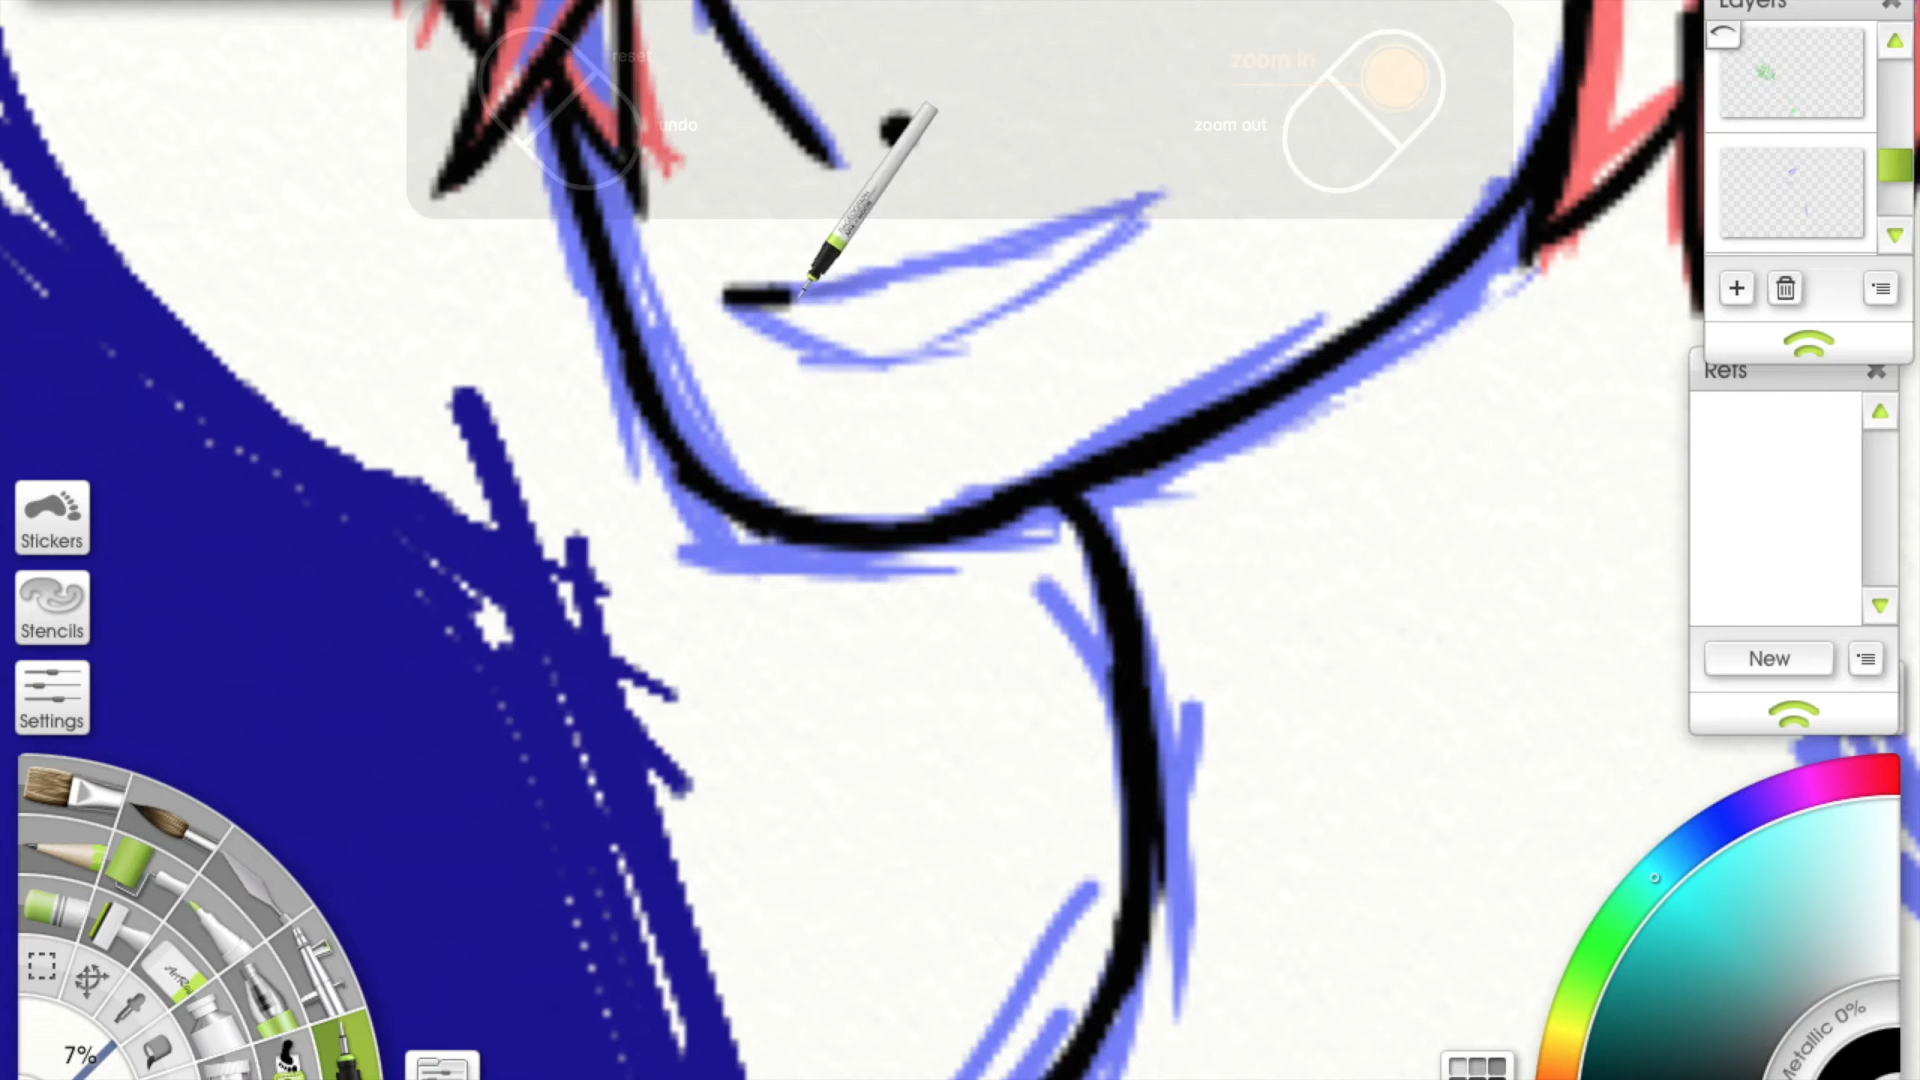 Layers
reset
zoom in
undo
zoom out
Refs
New
Stickers
Stencils
Settings
7%
Metallic 0%